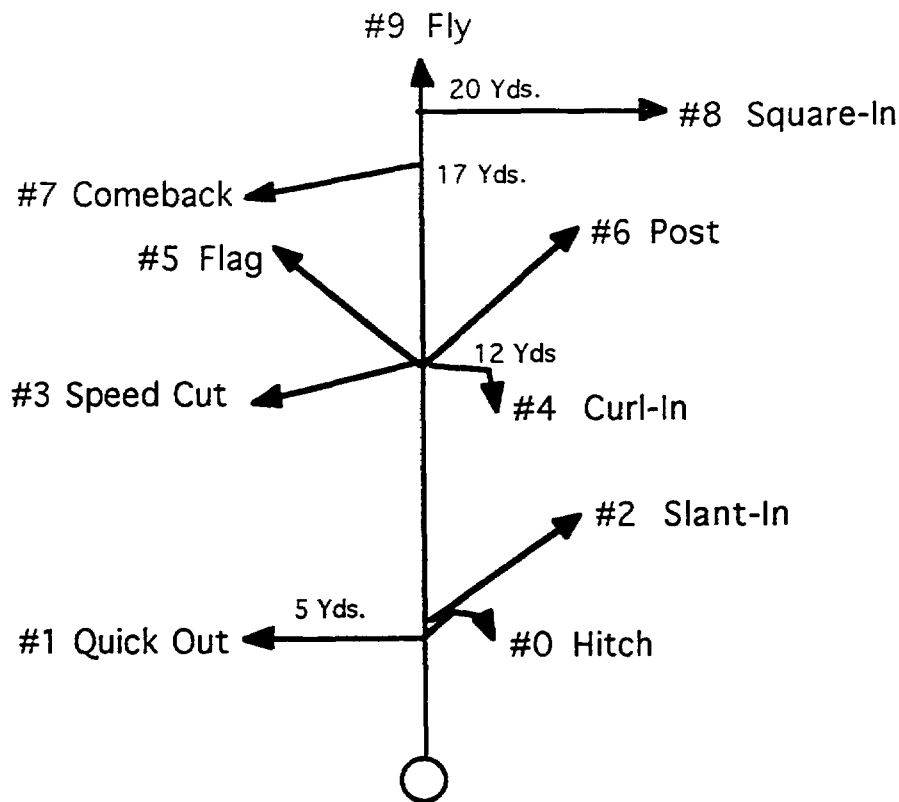 #9 Fly
20 Yds.
#8 Square-In
17 Yds.
#7 Comeback
#6 Post
#5 Flag
12 Yds
#3 Speed Cut
#4 Curl-In
#2 Slant-In
5 Yds.
#1 Quick Out
#0 Hitch